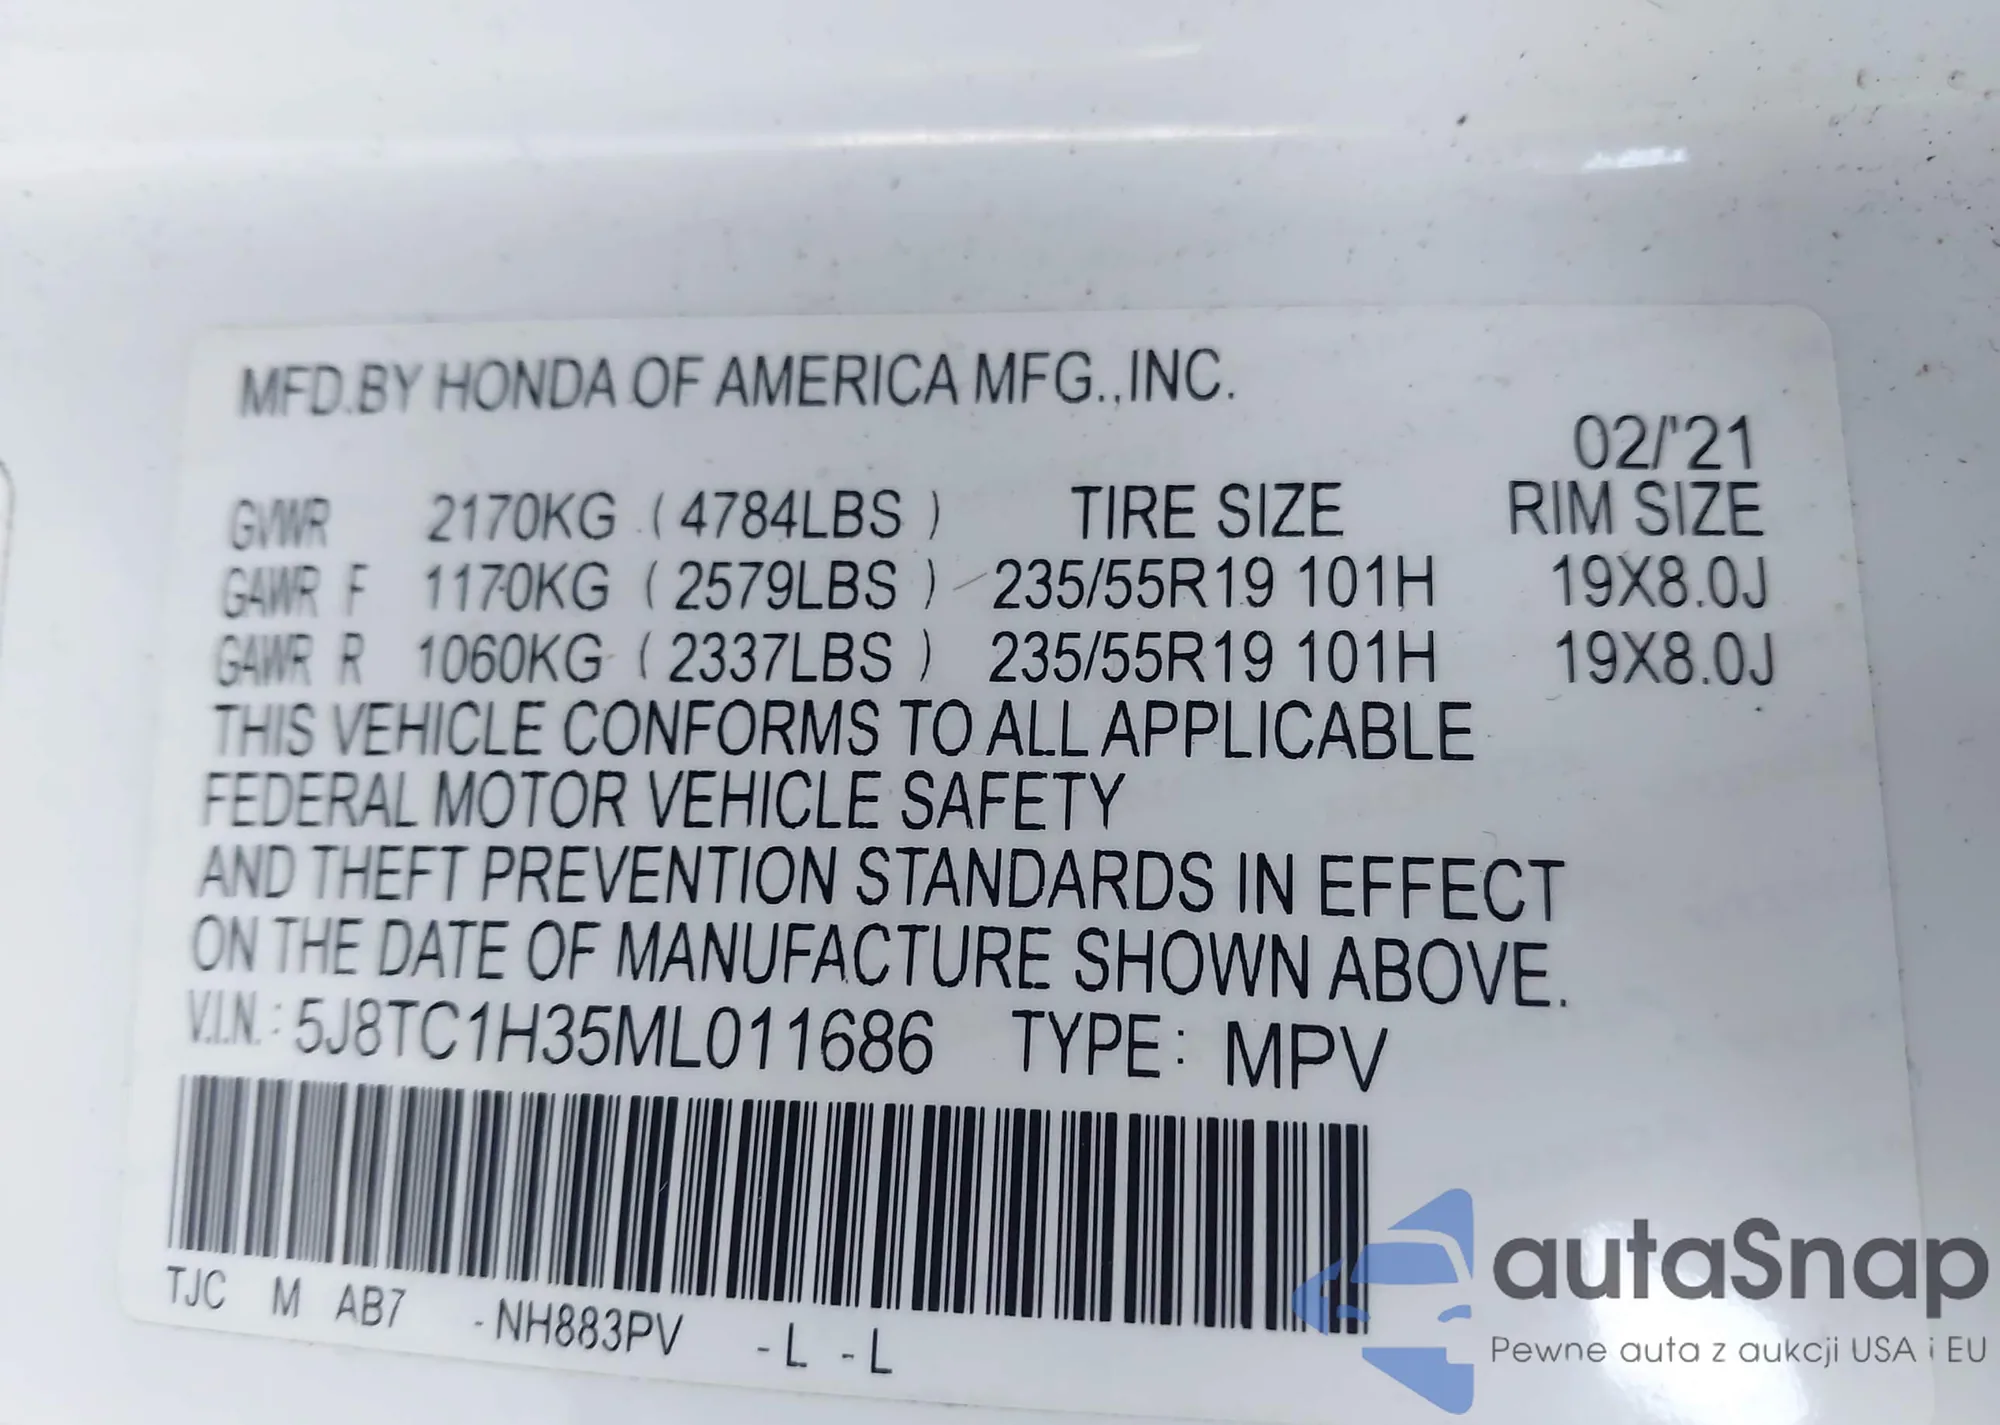 MFD.BY HONDA OF AMERICA MFG.,INC.
02/'21
GVWR 2170KG ( 4784LBS ) TIRE SIZE RIM SIZE
GAWR F 1170KG ( 2579LBS ) 235/55R19 101H 19X8.0J
GAWR R 1060KG ( 2337LBS ) 235/55R19 101H 19X8.0J
THIS VEHICLE CONFORMS TO ALL APPLICABLE
FEDERAL MOTOR VEHICLE SAFETY
AND THEFT PREVENTION STANDARDS IN EFFECT
ON THE DATE OF MANUFACTURE SHOWN ABOVE.
V.I.N.: 5J8TC1H35ML011686 TYPE: MPV
TJC M AB7 -NH883PV -L -L
autaSnap
Pewne auta z aukcji USA i EU